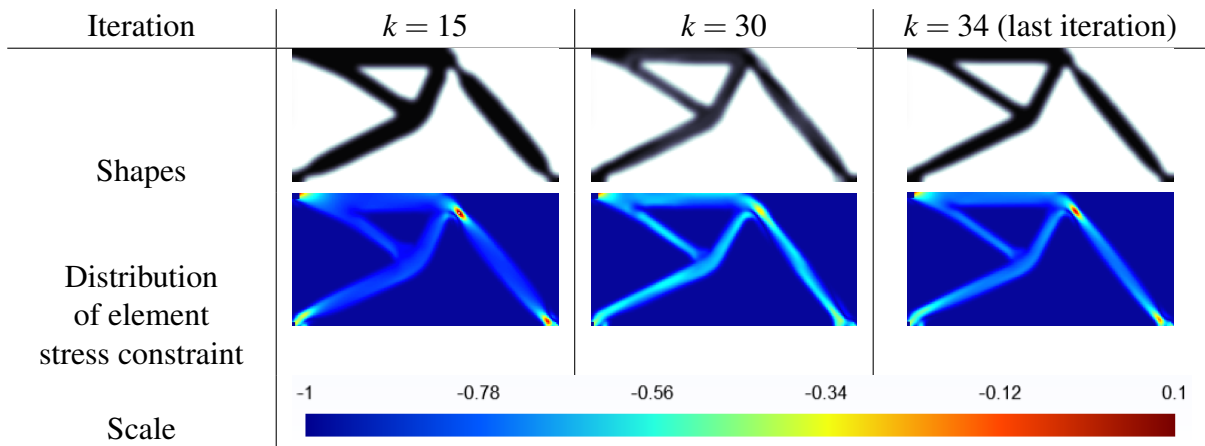 Iteration
k = 15
k = 30
k = 34 (last iteration)
Shapes
Distribution
of element
stress constraint
-1
-0.78
-0.56
-0.34
-0.12
0.1
Scale